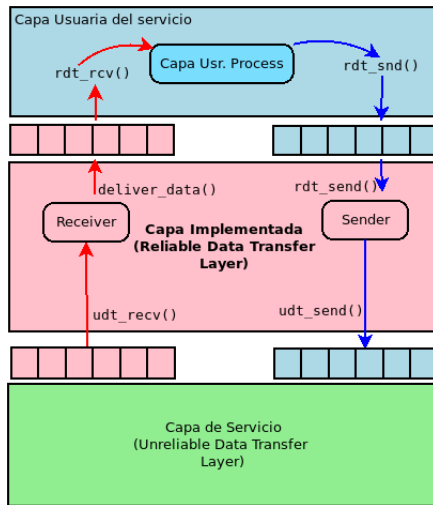 Capa Usuaria del servicio
Capa Usr. Process
rdt_rcv()
rdt_snd()
deliver_data()
rdt_send()
Receiver
Sender
Capa Implementada
(Reliable Data Transfer
Layer)
udt_recv()
udt_send()
Capa de Servicio
(Unreliable Data Transfer
Layer)